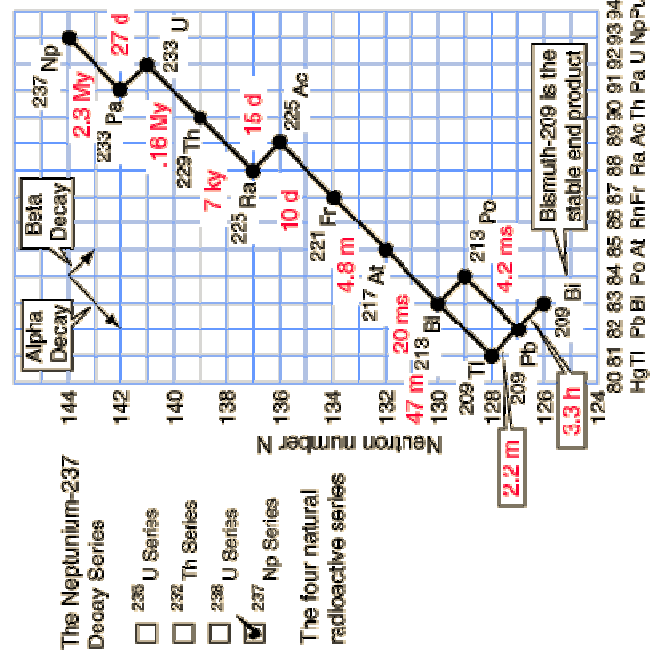 The Neptunium-237
Decay Series
235 U Series
232 Th Series
238 U Series
237 Np Series
The four natural
radioactive series
Neutron number N
144
142
140
138
136
134
132
130
128
126
124
Alpha
Decay
Beta
Decay
237 Np
2.3 My
233 Pa
27 d
233 U
.16 My
229 Th
7 ky
225 Ra
15 d
225 Ac
10 d
221 Fr
4.8 m
217 At
20 ms
213 Bi
47 m
213 Po
4.2 ms
209 Tl
2.2 m
209 Pb
3.3 h
209 Bi
Bismuth-209 is the
stable end product
80 81 82 83 84 85 86 87 88 89 90 91 92 93 94
Hg Tl Pb Bi Po At Rn Fr Ra Ac Th Pa U Np Pu